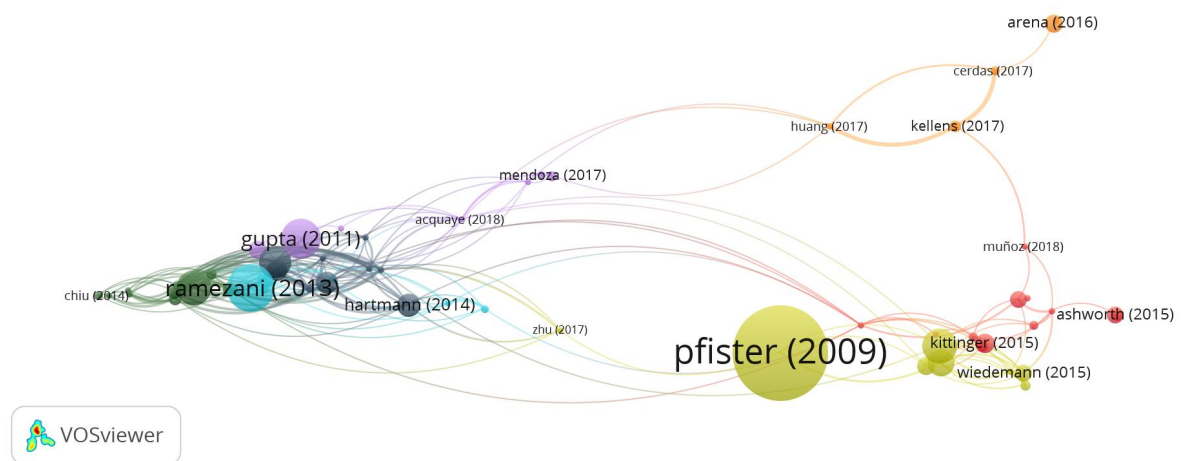 arena (2016)
cerdas (2017)
huang (2017)
kellens (2017)
mendoza (2017)
acquaye (2018)
gupta (2011)
muñoz (2018)
ramezani (2013)
chiu (2014)
hartmann (2014)
ashworth (2015)
zhu (2017)
kittinger (2015)
pfister (2009)
wiedemann (2015)
VOSviewer